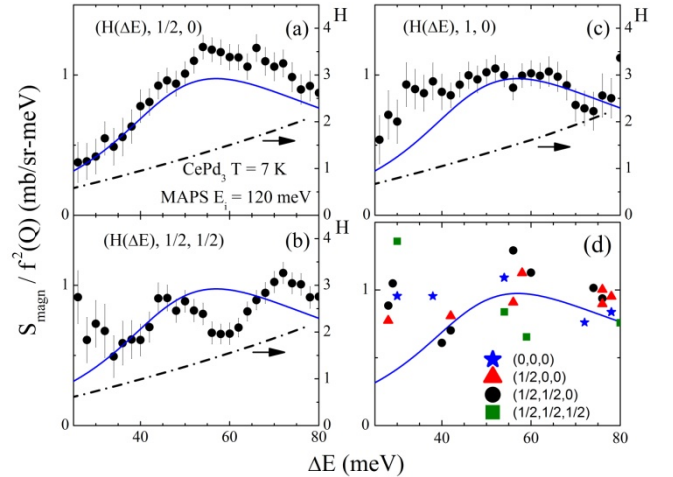 (H(ΔE), 1/2, 0)
(a)
H
(H(ΔE), 1, 0)
(c)
H
1
4
3
2
1
0
CePd3 T = 7 K
MAPS Ei = 120 meV
1
4
3
2
1
0
(H(ΔE), 1/2, 1/2)
(b)
H
(d)
1
0
40
60
80
4
3
2
1
0
1
0
40
60
80
(0,0,0)
(1/2,0,0)
(1/2,1/2,0)
(1/2,1/2,1/2)
S magn / f²(Q) (mb/sr-meV)
ΔE (meV)